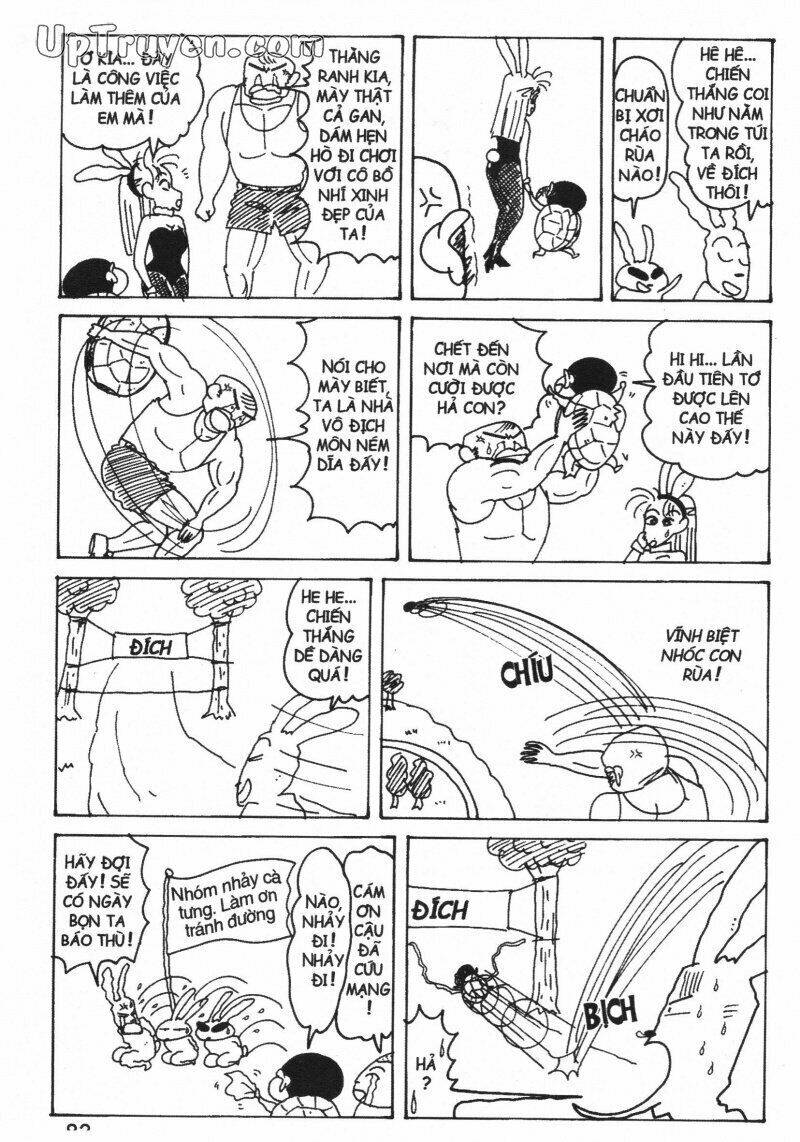 UpTruyen.com
HÊ HÊ...
CHIẾN
THẮNG COI
NHƯ NẰM
TRONG TÚI
TA RỒI,
VỀ ĐÍCH
THÔI!
CHUẨN
BỊ XƠI
CHÁO RÙA
NÀO!
THẰNG
RANH KIA,
MÀY THẬT
CẢ GAN,
DÁM HẸN
HÒ ĐI CHƠI
VỚI CÔ BỒ
NHÍ XINH
ĐẸP CỦA
TA!
Ơ KIA... ĐÂY
LÀ CÔNG VIỆC
LÀM THÊM CỦA
EM MÀ!
HI HI... LẦN
ĐẦU TIÊN TỚ
ĐƯỢC LÊN
CAO THẾ
NÀY ĐẤY!
CHẾT ĐẾN
NƠI MÀ CÒN
CƯỜI ĐƯỢC
HẢ CON?
NÓI CHO
MÀY BIẾT,
TA LÀ NHÀ
VÔ ĐỊCH
MÔN NÉM
DĨA ĐẤY!
VĨNH BIỆT
NHÓC CON
RÙA!
CHÍU
HE HE...
CHIẾN
THẮNG
DỄ DÀNG
QUÁ!
ĐÍCH
ĐÍCH
BỊCH
HẢ
?
CÁM
ƠN
CẬU
ĐÃ
CỨU
MẠNG
!
NÀO,
NHẢY
ĐI!
NHẢY
ĐI!
Nhóm nhảy cà
tưng. Làm ơn
tránh đường
HÃY ĐỢI
ĐẤY! SẼ
CÓ NGÀY
BỌN TA
BÁO THÙ!